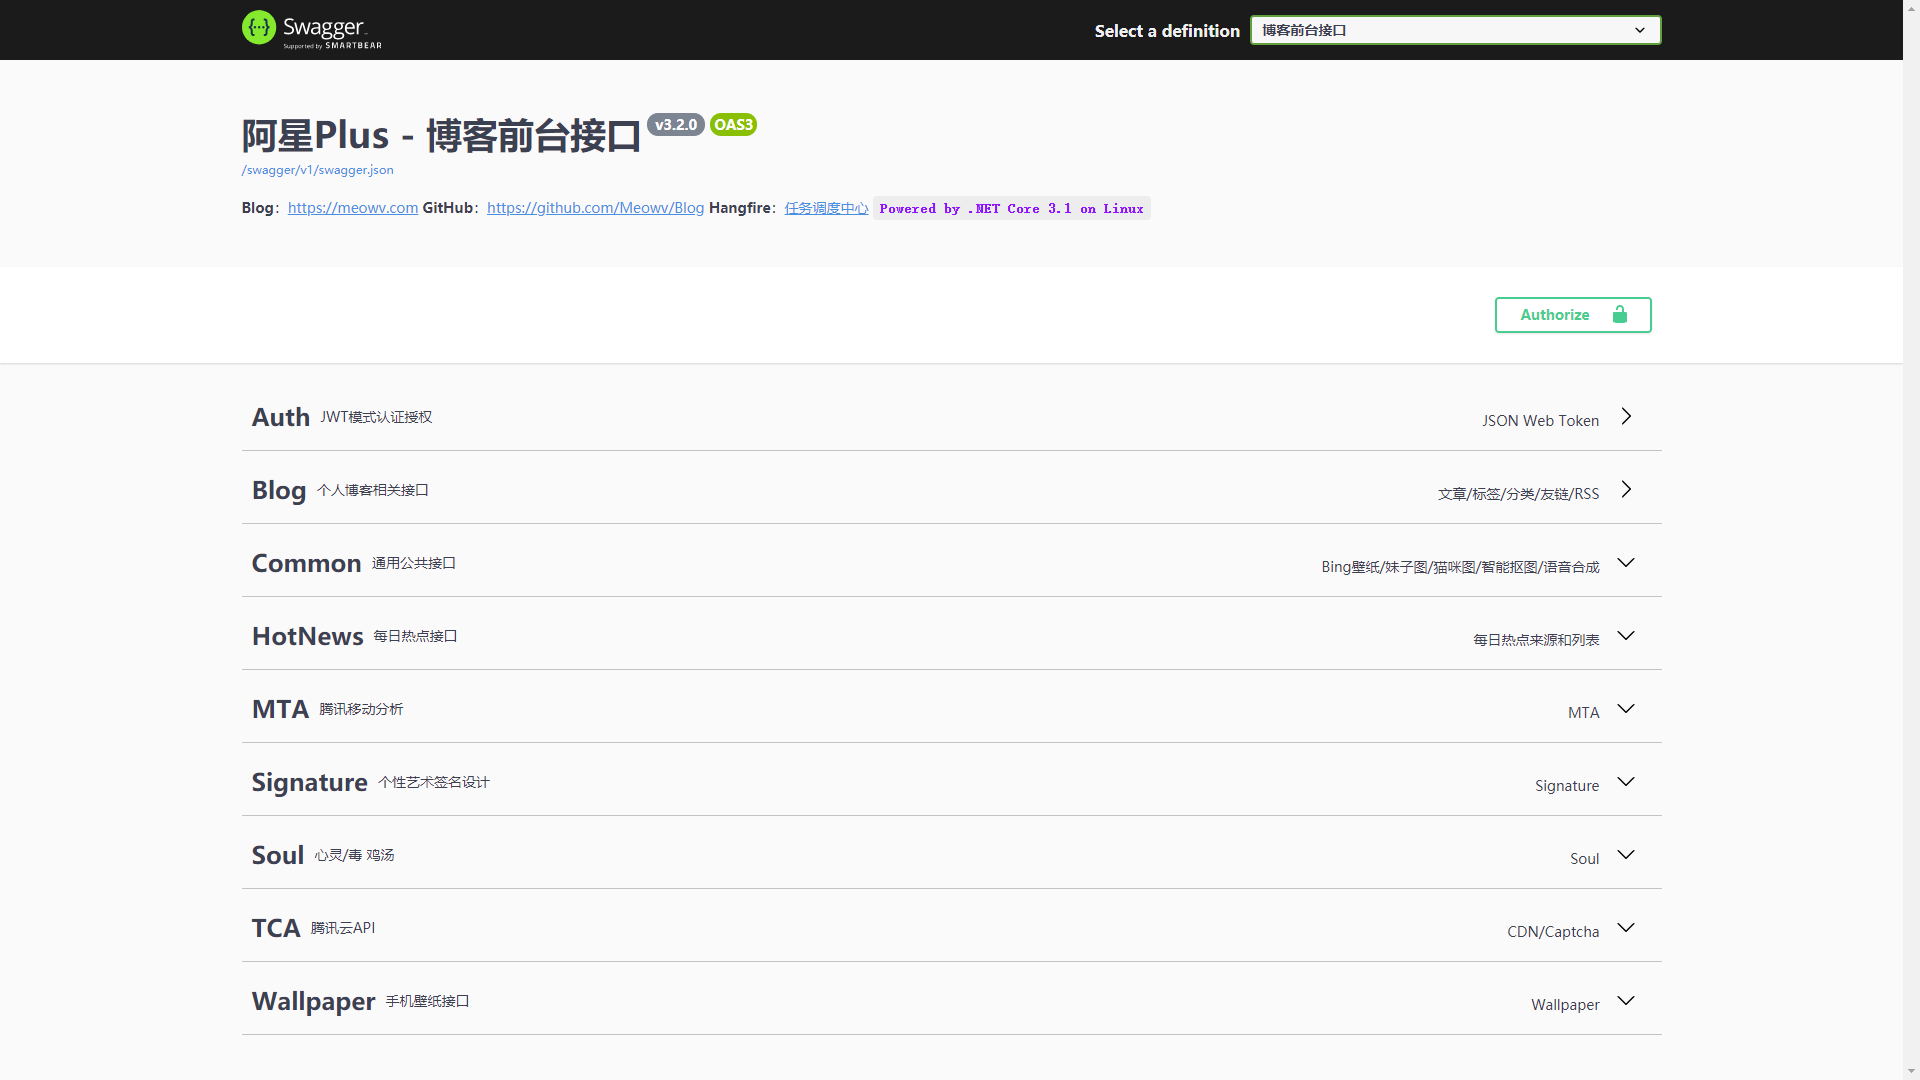 Swagger
Supported by SMARTBEAR
Select a definition
博客前台接口
阿星Plus - 博客前台接口 v3.2.0 OAS3
/swagger/v1/swagger.json
Blog：https://meowv.com GitHub：https://github.com/Meowv/Blog Hangfire：任务调度中心 Powered by .NET Core 3.1 on Linux
Authorize
Auth JWT模式认证授权 JSON Web Token
Blog 个人博客相关接口 文章/标签/分类/友链/RSS
Common 通用公共接口 Bing壁纸/妹子图/猫咪图/智能抠图/语音合成
HotNews 每日热点接口 每日热点来源和列表
MTA 腾讯移动分析 MTA
Signature 个性艺术签名设计 Signature
Soul 心灵/毒 鸡汤 Soul
TCA 腾讯云API CDN/Captcha
Wallpaper 手机壁纸接口 Wallpaper